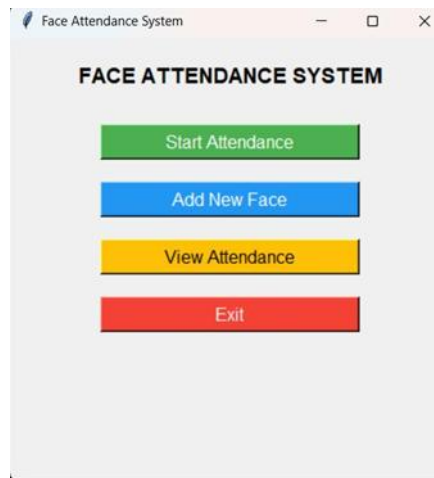 Face Attendance System
FACE ATTENDANCE SYSTEM
Start Attendance
Add New Face
View Attendance
Exit